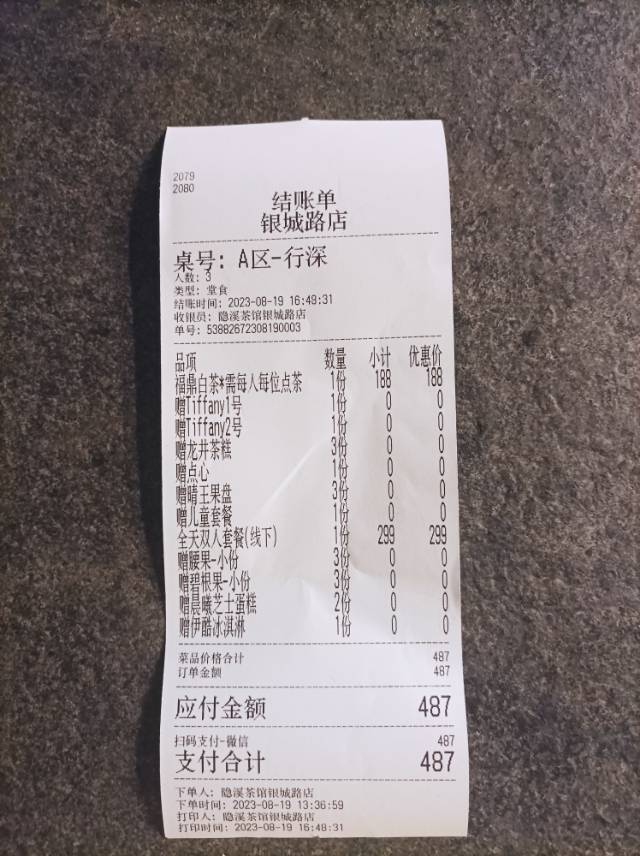 2079
2080
结账单
银城路店
桌号: A区-行深
人数: 3
类型: 堂食
结账时间: 2023-08-19 16:48:31
收银员: 隐溪茶馆银城路店
单号: 53882672308190003
品项 数量 小计 优惠价
福鼎白茶*需每人每位点茶 1份 188 188
赠Tiffany1号 1份 0 0
赠Tiffany2号 1份 0 0
赠龙井茶糕 3份 0 0
赠点心 1份 0 0
赠晴王果盘 3份 0 0
赠儿童套餐 1份 0 0
全天双人套餐(线下) 1份 299 299
赠腰果-小份 3份 0 0
赠碧根果-小份 3份 0 0
赠晨曦芝士蛋糕 2份 0 0
赠伊酷冰淇淋 1份 0 0
菜品价格合计 487
订单金额 487
应付金额 487
扫码支付-微信 487
支付合计 487
下单人: 隐溪茶馆银城路店
下单时间: 2023-08-19 13:36:59
打印人: 隐溪茶馆银城路店
打印时间: 2023-08-19 16:48:31